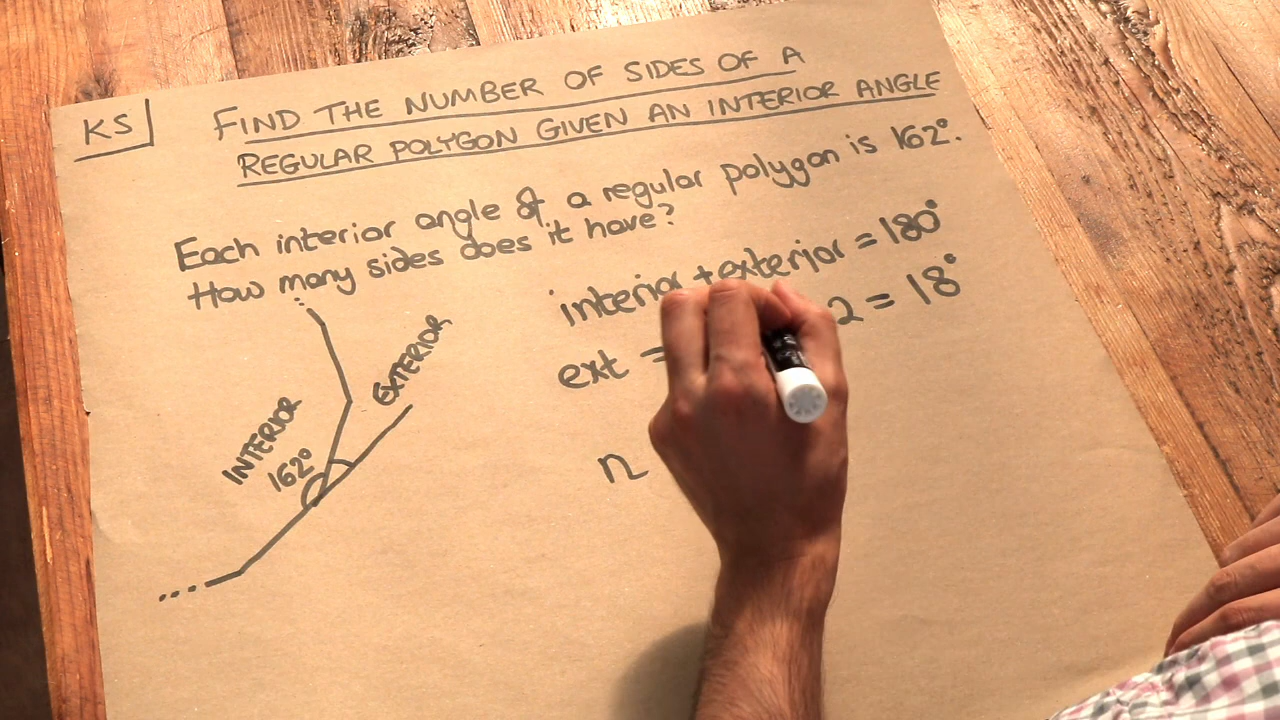 KS
FIND THE NUMBER OF SIDES OF A
REGULAR POLYGON GIVEN AN INTERIOR ANGLE
Each interior angle of a regular polygon is 162°.
How many sides does it have?
interior + exterior = 180°
ext = 2 = 18°
n
INTERIOR
162°
EXTERIOR